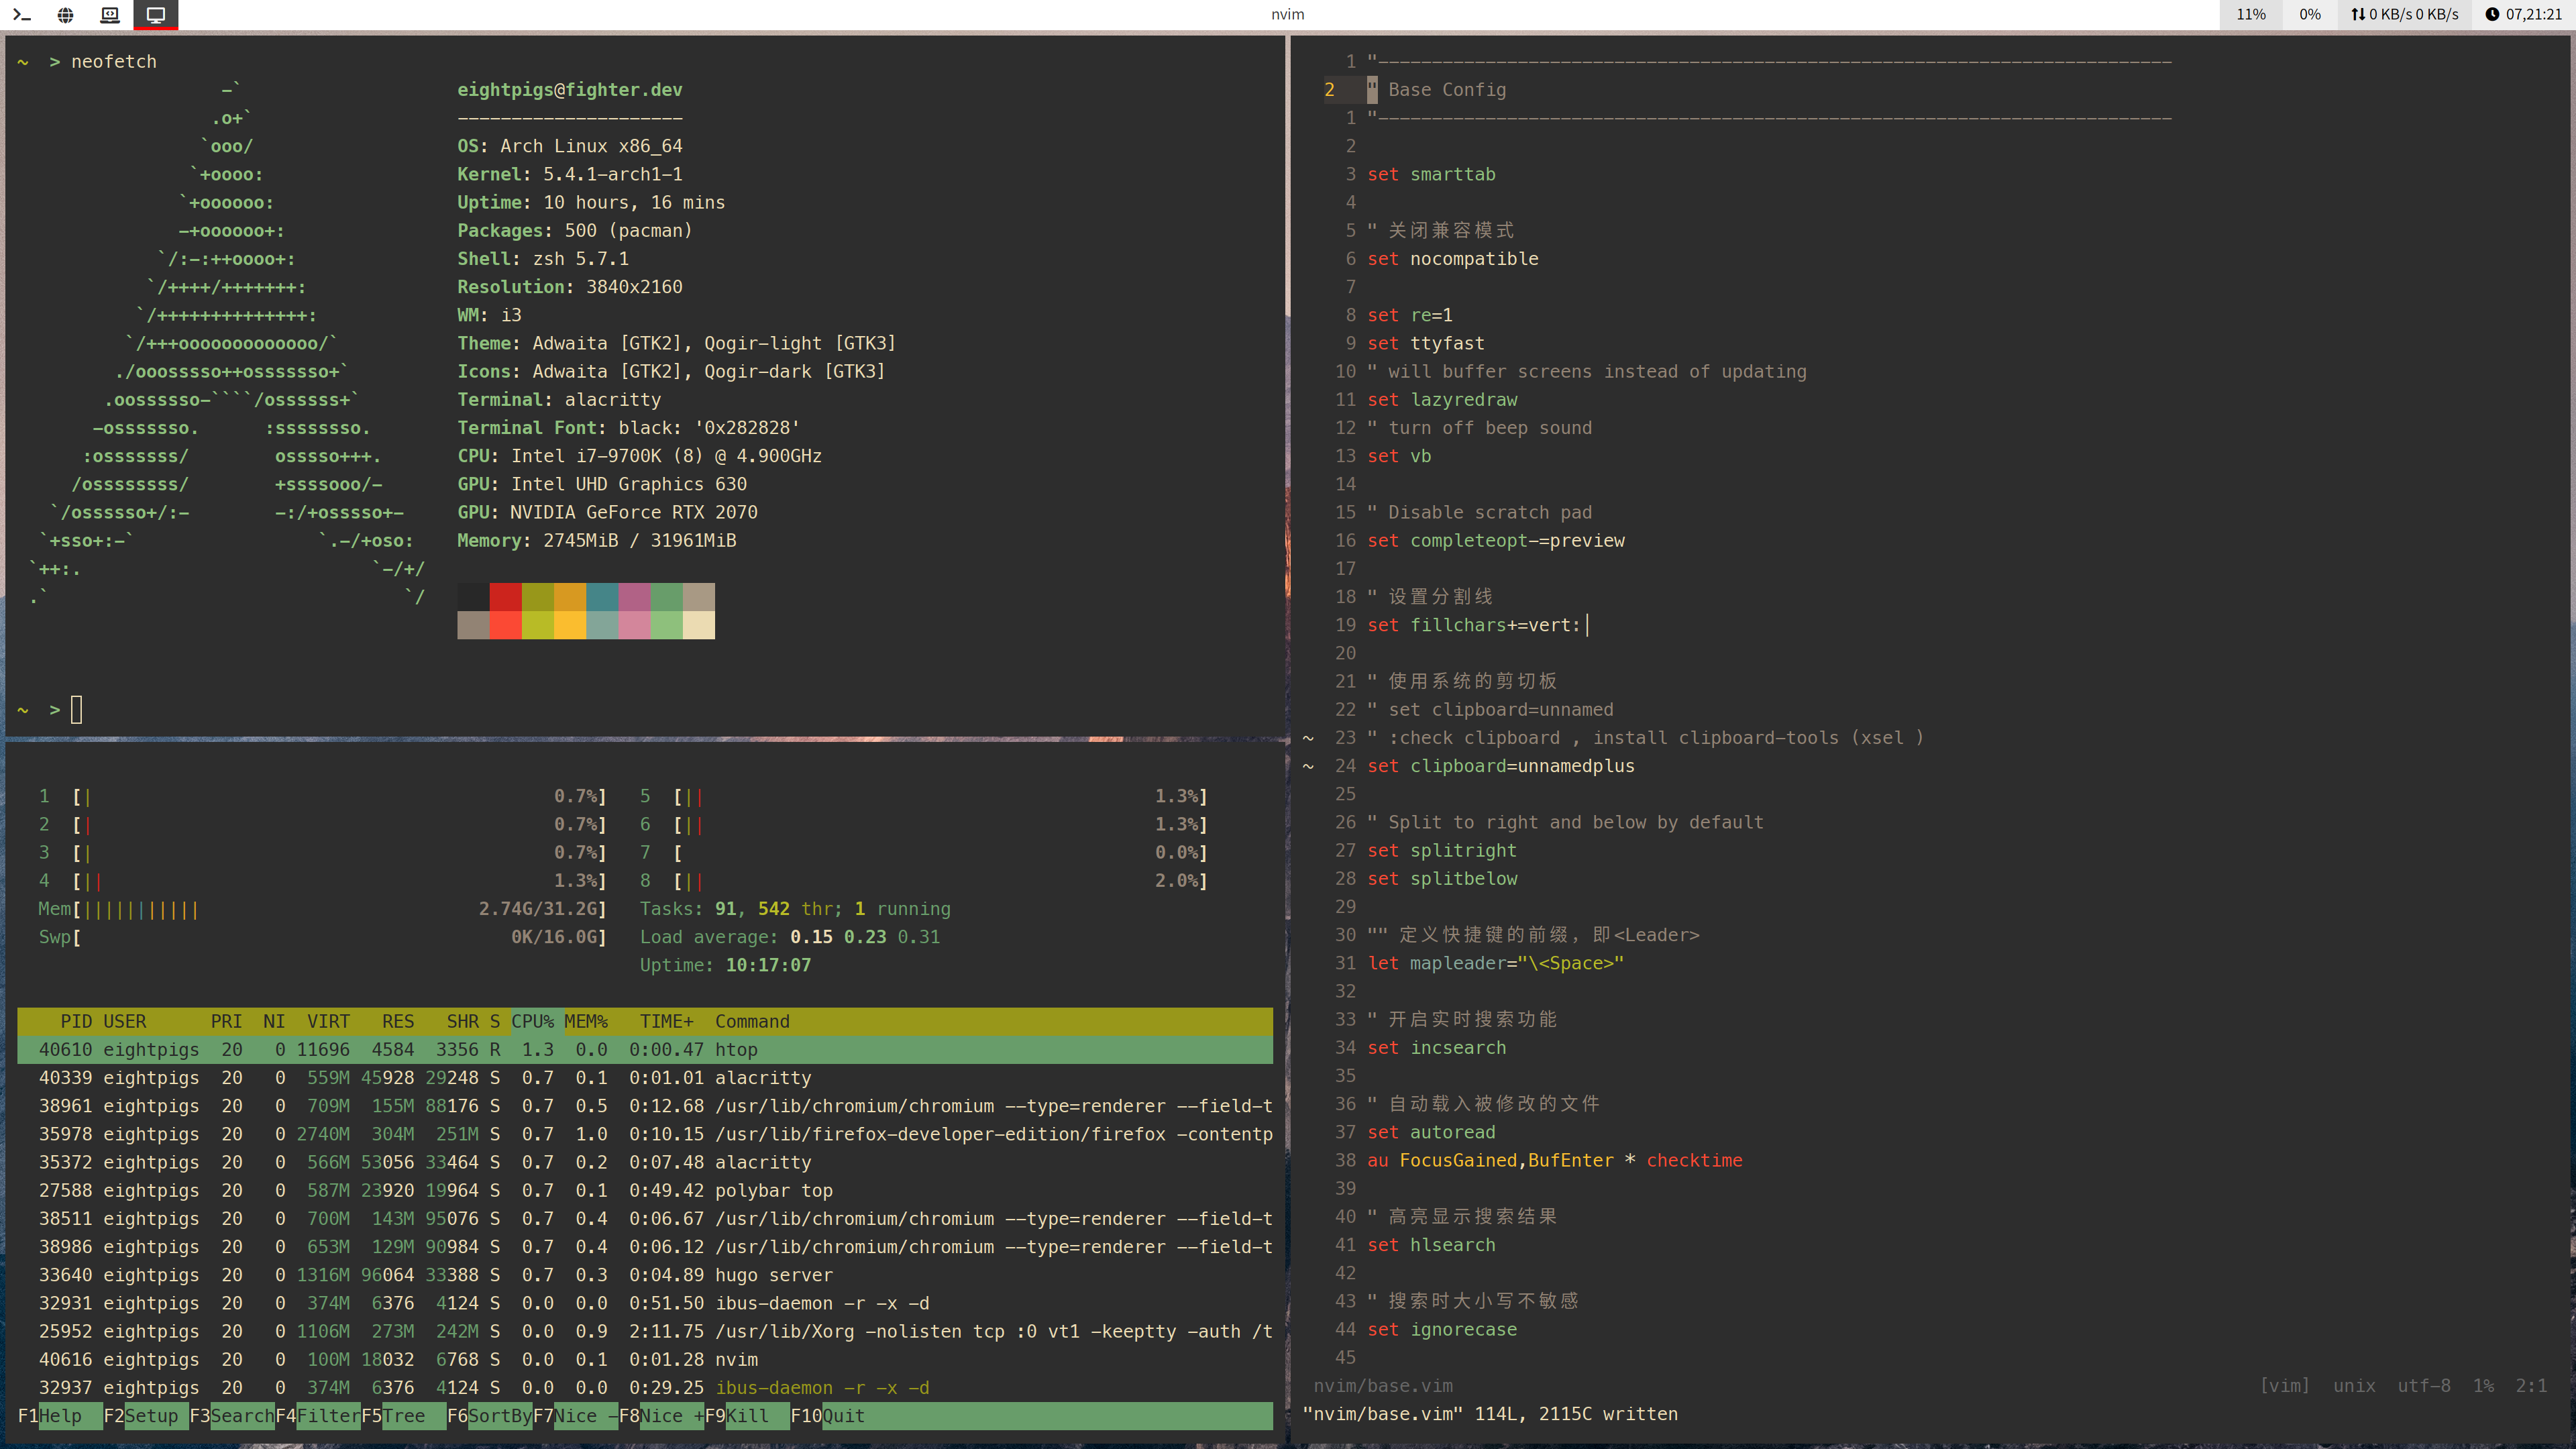 nvim
11%
0%
0 KB/s 0 KB/s
07,21:21
~ > neofetch
-`
.o+`
`ooo/
`+oooo:
`+oooooo:
-+oooooo+:
`/:-:++oooo+:
`/++++/+++++++:
`/++++++++++++++:
`/+++ooooooooooooo/`
./ooosssso++osssssso+`
.oossssso-````/ossssss+`
-osssssso. :ssssssso.
:osssssss/ osssso+++.
/ossssssss/ +ssssooo/-
`/ossssso+/:- -:/+osssso+-
`+sso+:-` `.-/+oso:
`++:. `-/+/
.` `/
eightpigs@fighter.dev
---------------------
OS: Arch Linux x86_64
Kernel: 5.4.1-arch1-1
Uptime: 10 hours, 16 mins
Packages: 500 (pacman)
Shell: zsh 5.7.1
Resolution: 3840x2160
WM: i3
Theme: Adwaita [GTK2], Qogir-light [GTK3]
Icons: Adwaita [GTK2], Qogir-dark [GTK3]
Terminal: alacritty
Terminal Font: black: '0x282828'
CPU: Intel i7-9700K (8) @ 4.900GHz
GPU: Intel UHD Graphics 630
GPU: NVIDIA GeForce RTX 2070
Memory: 2745MiB / 31961MiB
~ >
1 [| 0.7%] 5 [|| 1.3%]
2 [| 0.7%] 6 [|| 1.3%]
3 [| 0.7%] 7 [ 0.0%]
4 [|| 1.3%] 8 [|| 2.0%]
Mem[||||||||||| 2.74G/31.2G] Tasks: 91, 542 thr; 1 running
Swp[ 0K/16.0G] Load average: 0.15 0.23 0.31
Uptime: 10:17:07
PID USER PRI NI VIRT RES SHR S CPU% MEM% TIME+ Command
40610 eightpigs 20 0 11696 4584 3356 R 1.3 0.0 0:00.47 htop
40339 eightpigs 20 0 559M 45928 29248 S 0.7 0.1 0:01.01 alacritty
38961 eightpigs 20 0 709M 155M 88176 S 0.7 0.5 0:12.68 /usr/lib/chromium/chromium --type=renderer --field-t
35978 eightpigs 20 0 2740M 304M 251M S 0.7 1.0 0:10.15 /usr/lib/firefox-developer-edition/firefox -contentp
35372 eightpigs 20 0 566M 53056 33464 S 0.7 0.2 0:07.48 alacritty
27588 eightpigs 20 0 587M 23920 19964 S 0.7 0.1 0:49.42 polybar top
38511 eightpigs 20 0 700M 143M 95076 S 0.7 0.4 0:06.67 /usr/lib/chromium/chromium --type=renderer --field-t
38986 eightpigs 20 0 653M 129M 90984 S 0.7 0.4 0:06.12 /usr/lib/chromium/chromium --type=renderer --field-t
33640 eightpigs 20 0 1316M 96064 33388 S 0.7 0.3 0:04.89 hugo server
32931 eightpigs 20 0 374M 6376 4124 S 0.0 0.0 0:51.50 ibus-daemon -r -x -d
25952 eightpigs 20 0 1106M 273M 242M S 0.0 0.9 2:11.75 /usr/lib/Xorg -nolisten tcp :0 vt1 -keeptty -auth /t
40616 eightpigs 20 0 100M 18032 6768 S 0.0 0.1 0:01.28 nvim
32937 eightpigs 20 0 374M 6376 4124 S 0.0 0.0 0:29.25 ibus-daemon -r -x -d
F1Help F2Setup F3SearchF4FilterF5Tree F6SortByF7Nice -F8Nice +F9Kill F10Quit
1 "--------------------------------------------------------------------------
2 " Base Config
1 "--------------------------------------------------------------------------
2
3 set smarttab
4
5 " 关闭兼容模式
6 set nocompatible
7
8 set re=1
9 set ttyfast
10 " will buffer screens instead of updating
11 set lazyredraw
12 " turn off beep sound
13 set vb
14
15 " Disable scratch pad
16 set completeopt-=preview
17
18 " 设置分割线
19 set fillchars+=vert:│
20
21 " 使用系统的剪切板
22 " set clipboard=unnamed
~ 23 " :check clipboard , install clipboard-tools (xsel )
~ 24 set clipboard=unnamedplus
25
26 " Split to right and below by default
27 set splitright
28 set splitbelow
29
30 "" 定义快捷键的前缀，即<Leader>
31 let mapleader="\<Space>"
32
33 " 开启实时搜索功能
34 set incsearch
35
36 " 自动载入被修改的文件
37 set autoread
38 au FocusGained,BufEnter * checktime
39
40 " 高亮显示搜索结果
41 set hlsearch
42
43 " 搜索时大小写不敏感
44 set ignorecase
45
nvim/base.vim [vim] unix utf-8 1% 2:1
"nvim/base.vim" 114L, 2115C written